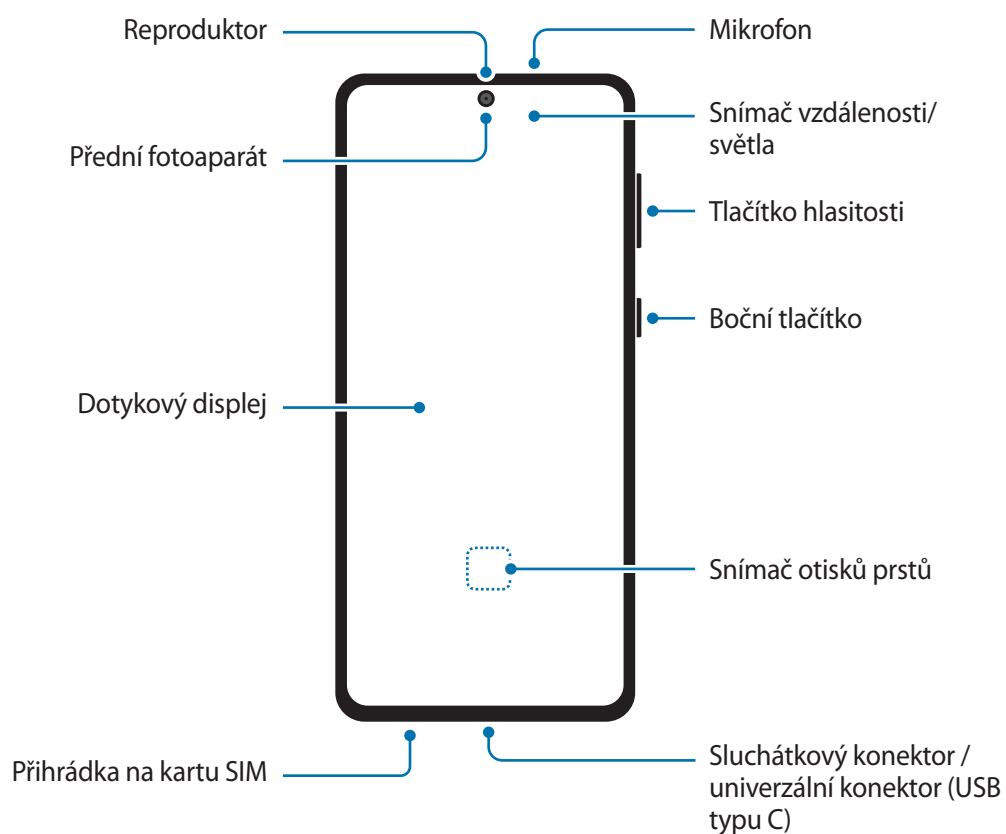 Reproduktor
Mikrofon
Přední fotoaparát
Snímač vzdálenosti/
světla
Tlačítko hlasitosti
Boční tlačítko
Dotykový displej
Snímač otisků prstů
Přihrádka na kartu SIM
Sluchátkový konektor /
univerzální konektor (USB
typu C)